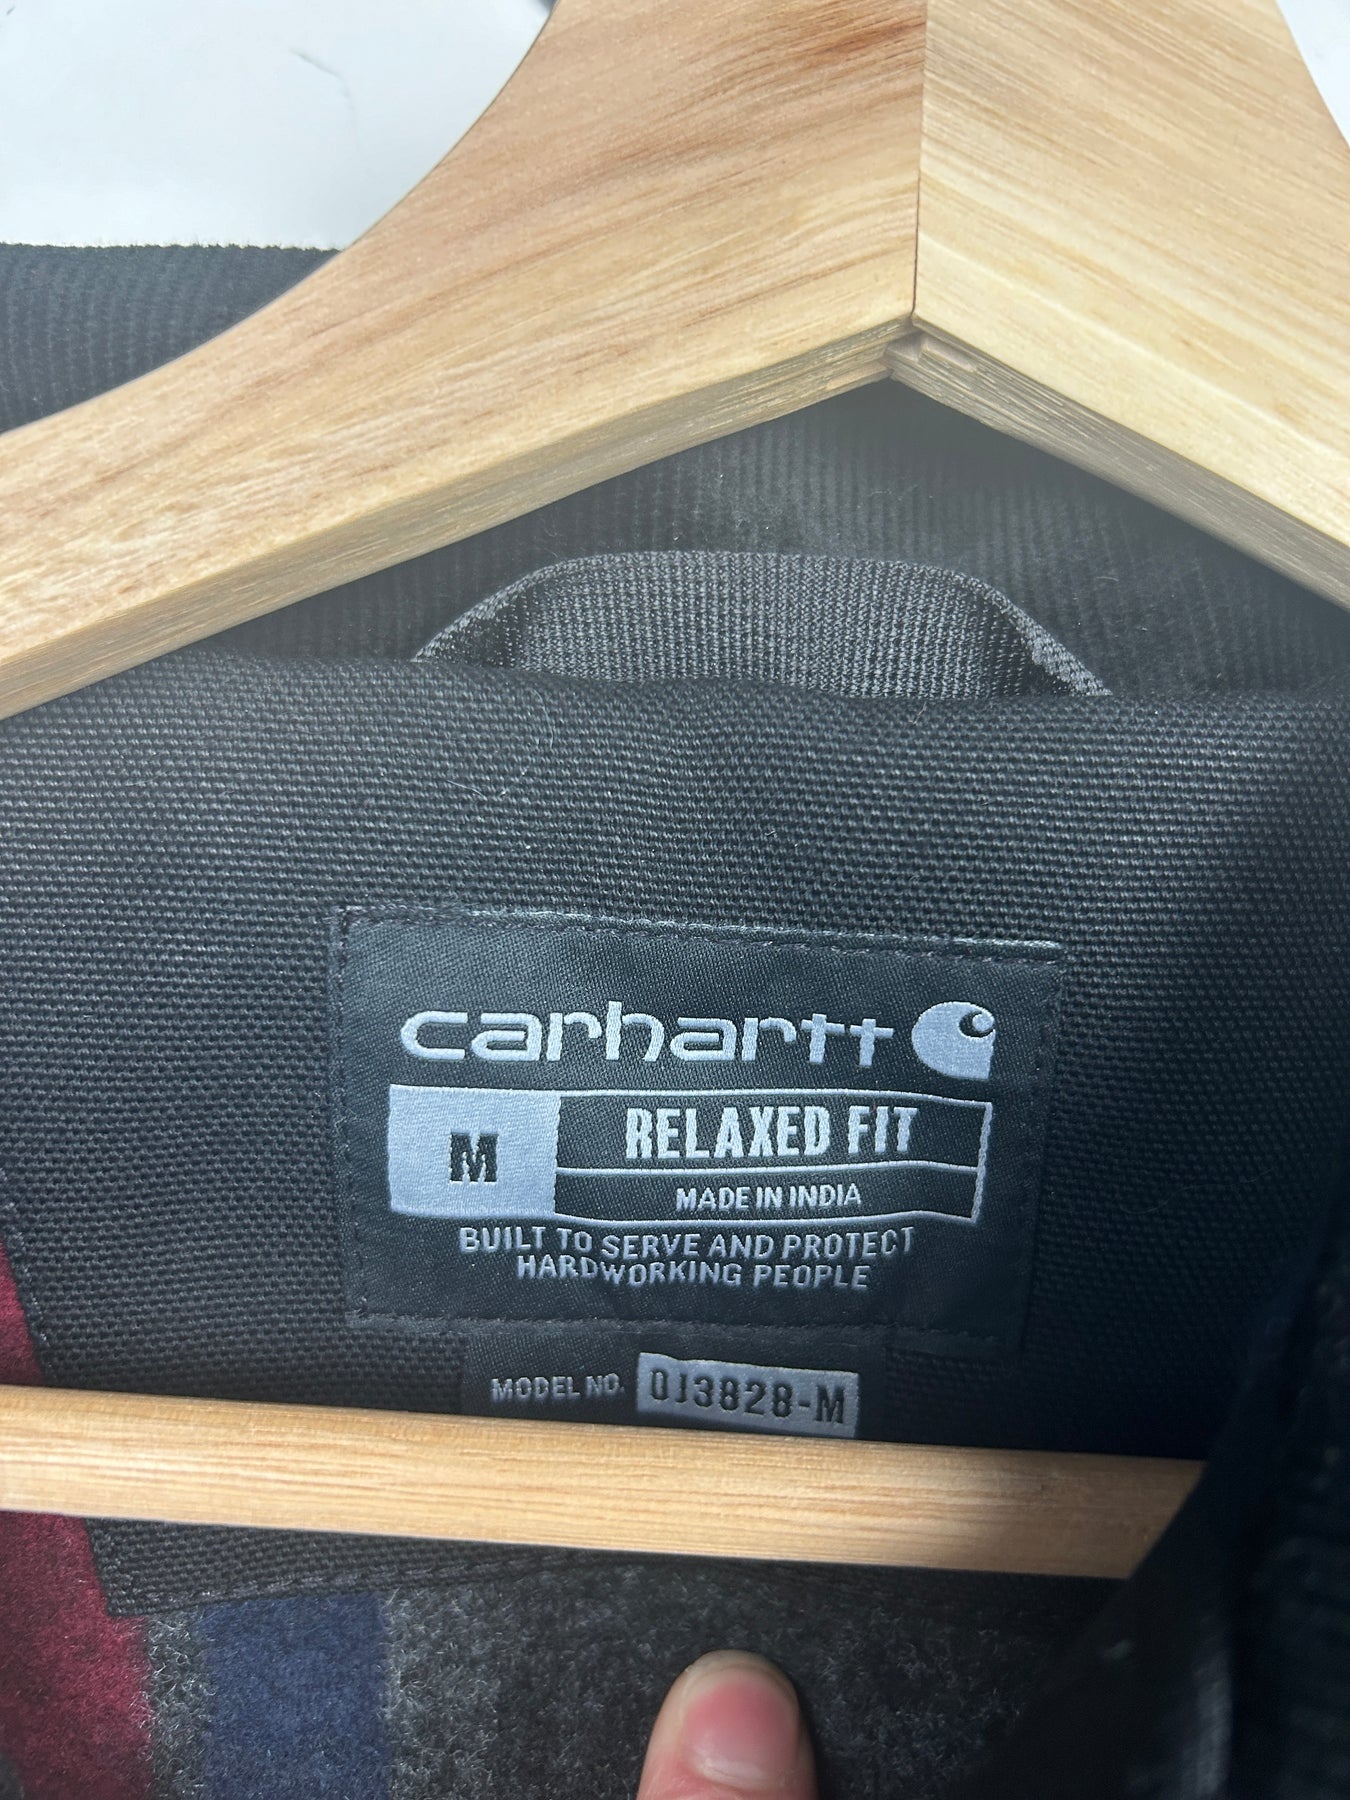 carhartt
M
RELAXED FIT
MADE IN INDIA
BUILT TO SERVE AND PROTECT
HARDWORKING PEOPLE
MODEL NO. OJ3828-M